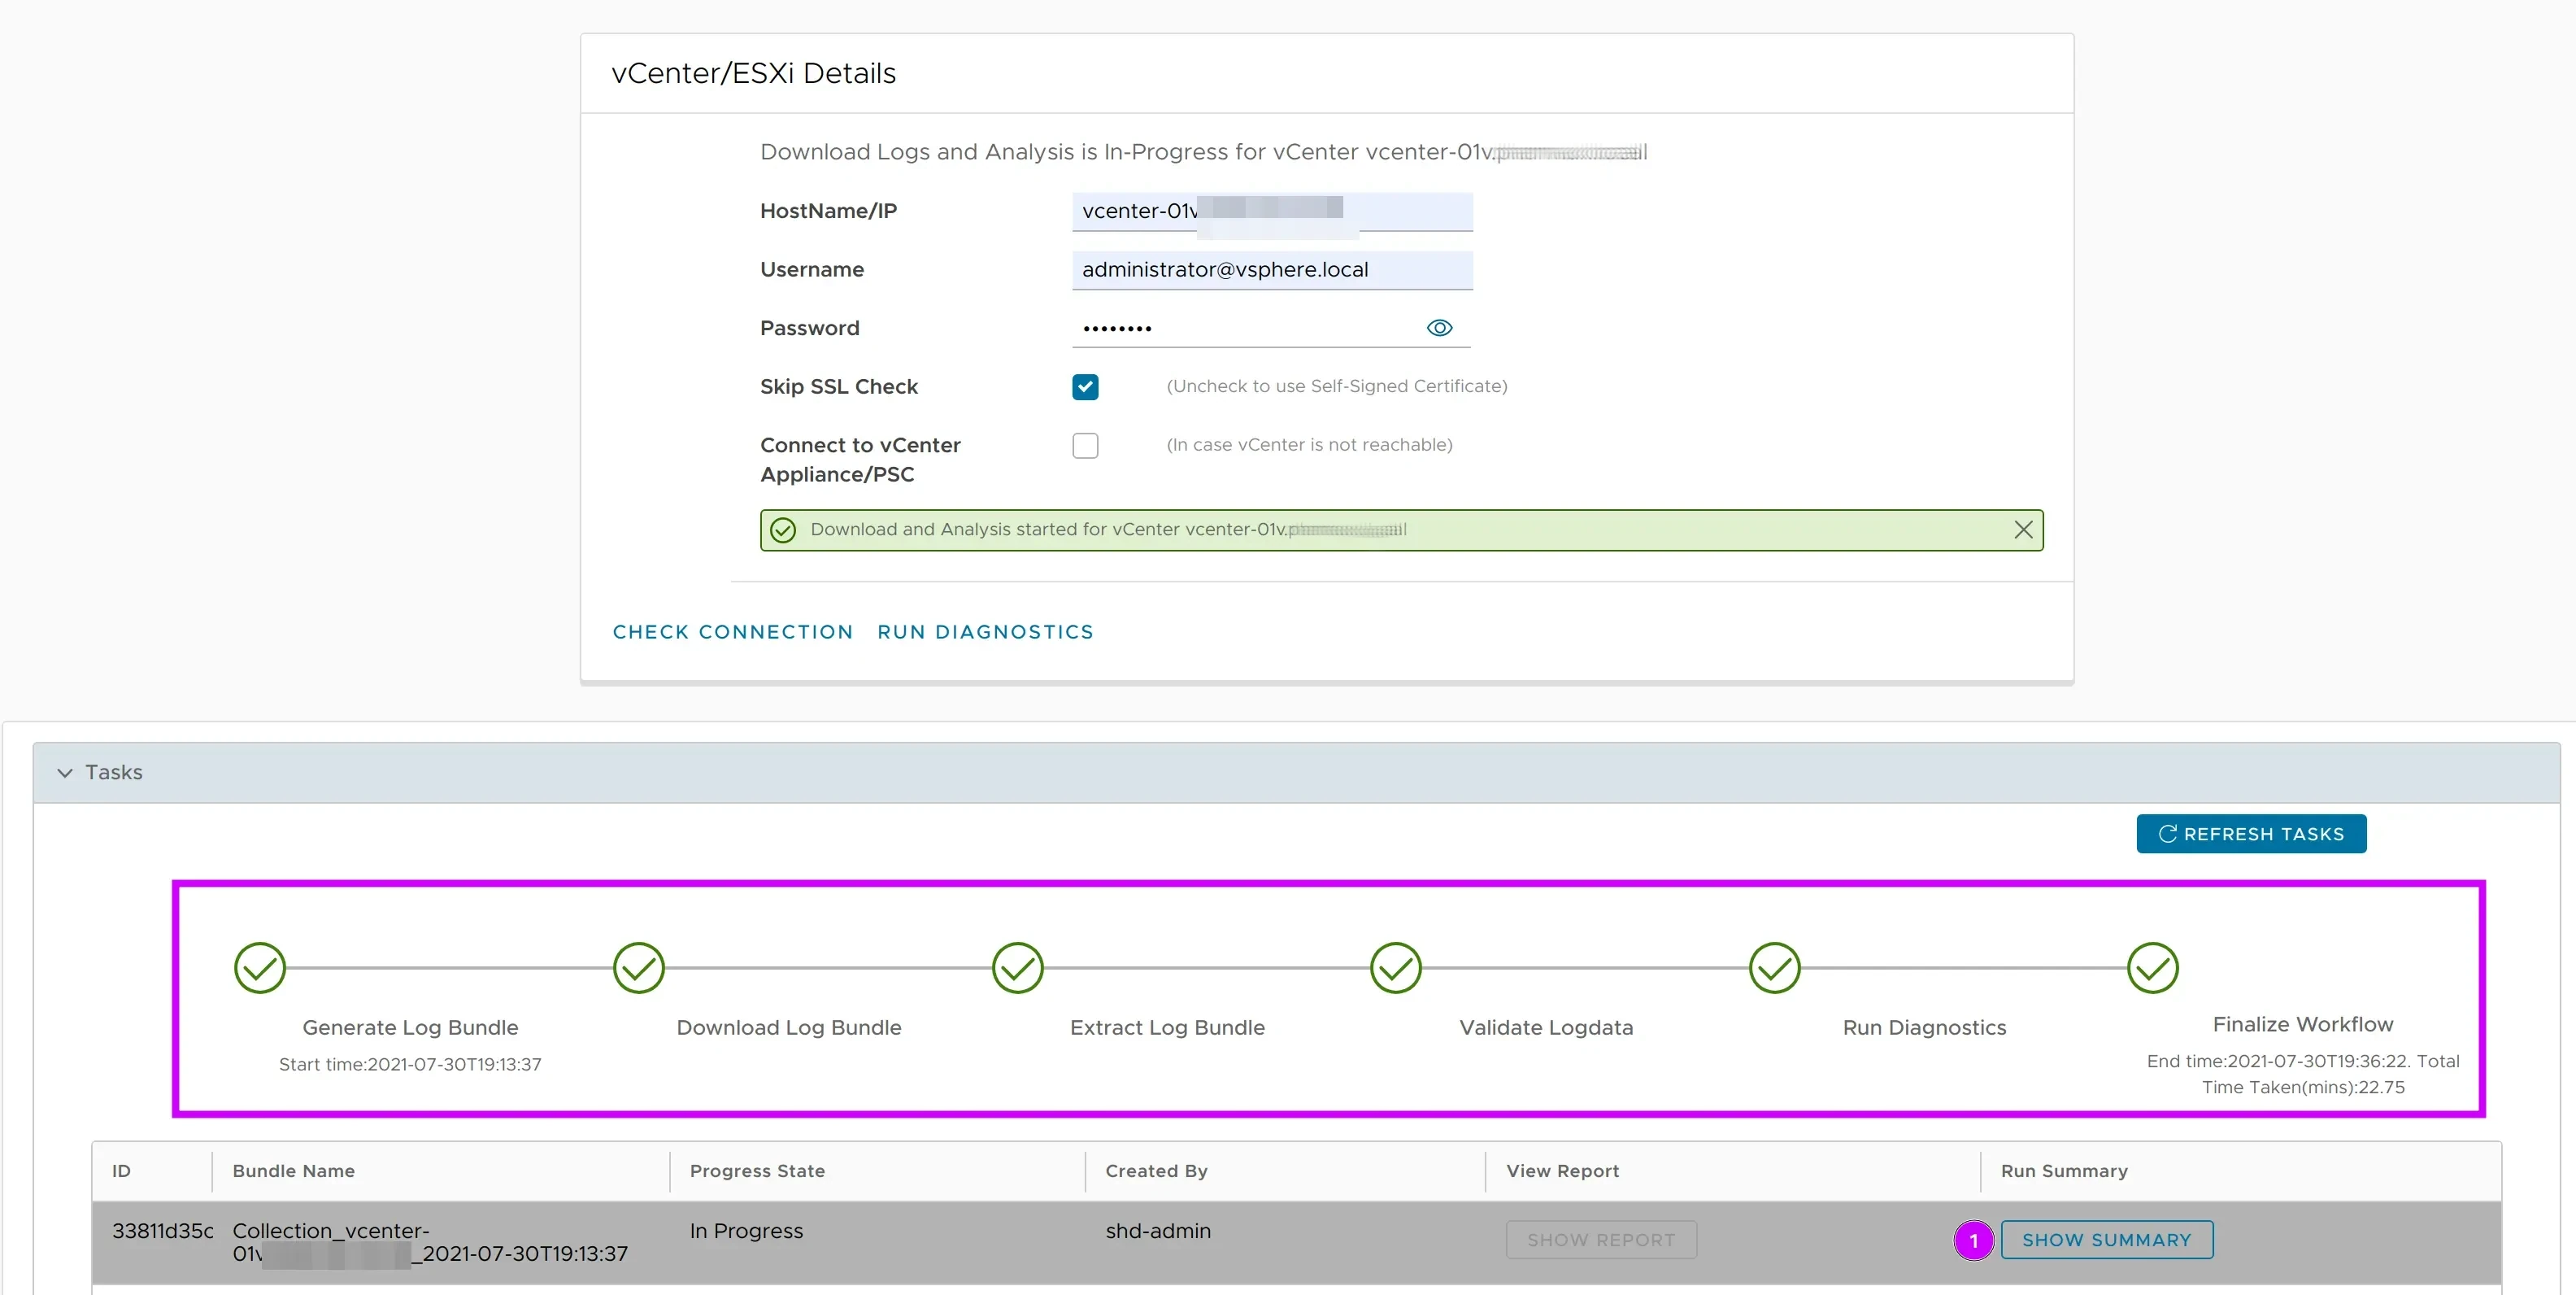 vCenter/ESXi Details
Download Logs and Analysis is In-Progress for vCenter vcenter-01v.
HostName/IP
vcenter-01v
Username
administrator@vsphere.local
Password
••••••••
Skip SSL Check
(Uncheck to use Self-Signed Certificate)
Connect to vCenter
(In case vCenter is not reachable)
Appliance/PSC
Download and Analysis started for vCenter vcenter-01v.
CHECK CONNECTION RUN DIAGNOSTICS
Tasks
REFRESH TASKS
Generate Log Bundle
Start time:2021-07-30T19:13:37
Download Log Bundle
Extract Log Bundle
Validate Logdata
Run Diagnostics
Finalize Workflow
End time:2021-07-30T19:36:22. Total
Time Taken(mins):22.75
ID Bundle Name Progress State Created By View Report Run Summary
33811d35c
Collection_vcenter-
01v _2021-07-30T19:13:37
In Progress
shd-admin
SHOW REPORT
1
SHOW SUMMARY